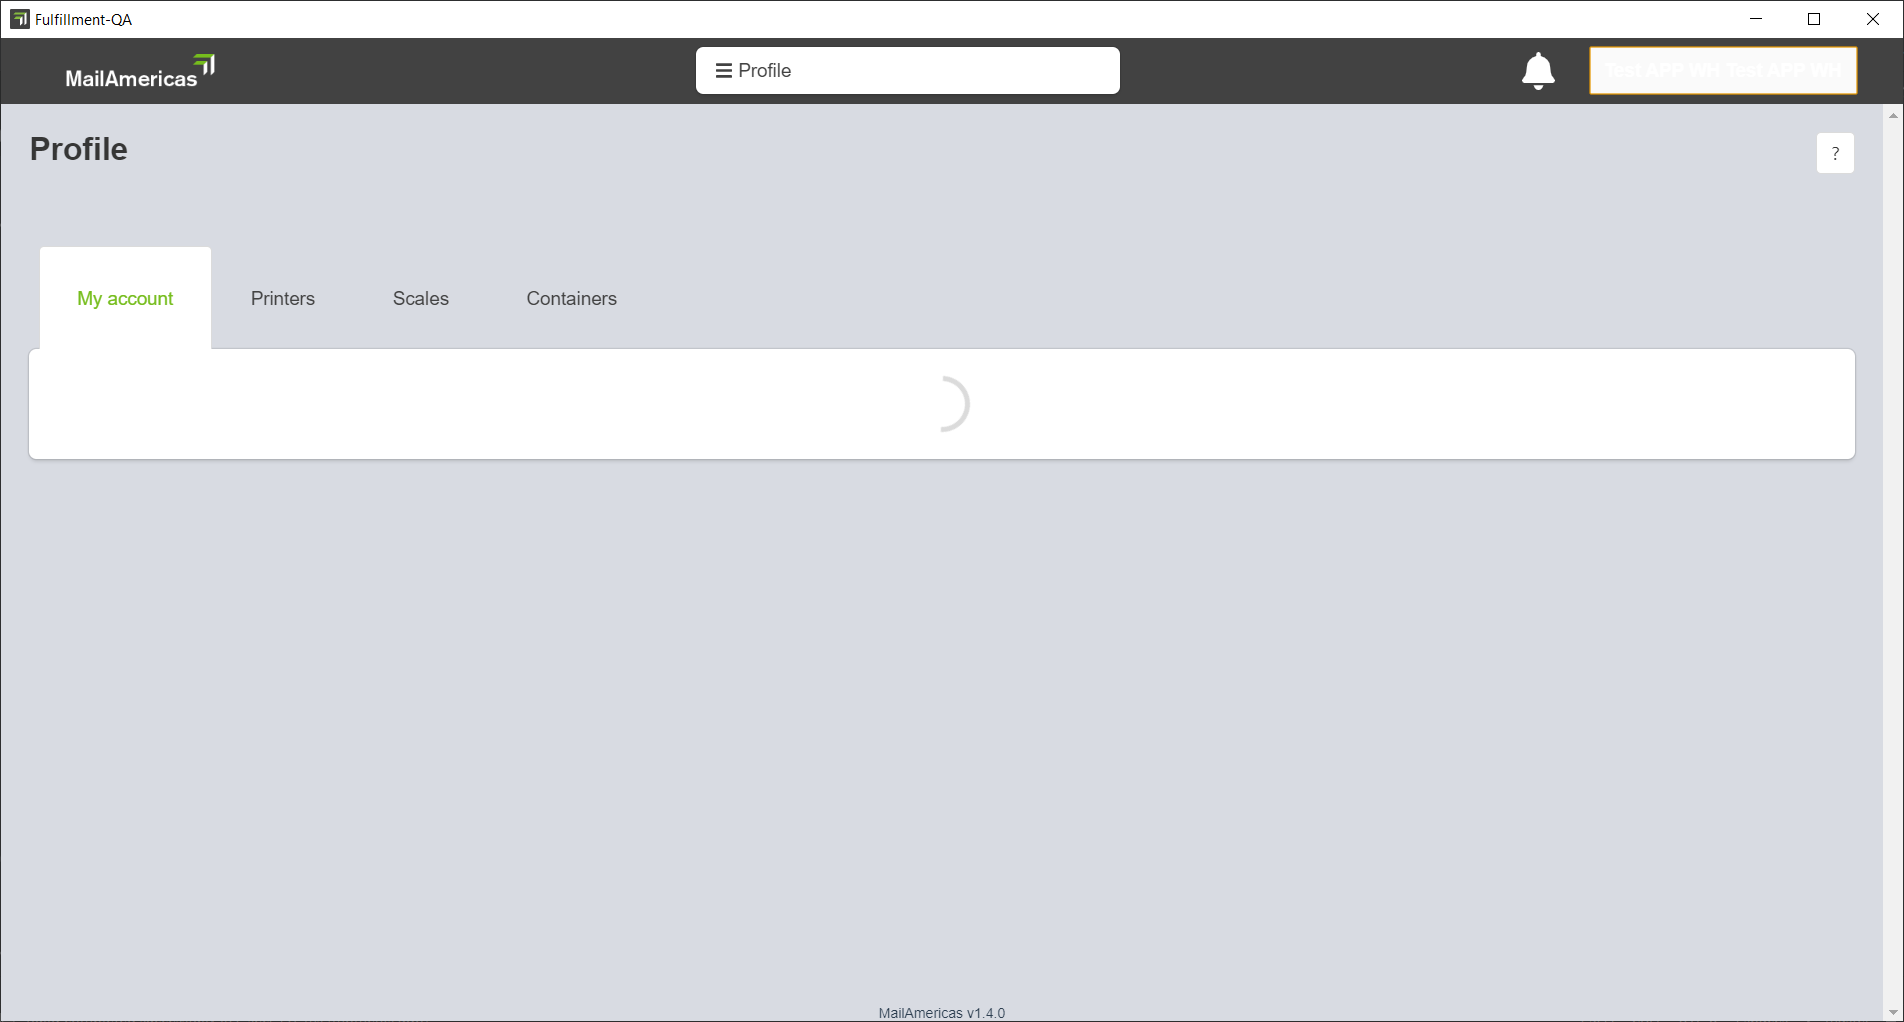 Fulfillment-QA
MailAmericas
Profile
Test APP WH Test APP WH
Profile
?
My account
Printers
Scales
Containers
MailAmericas v1.4.0